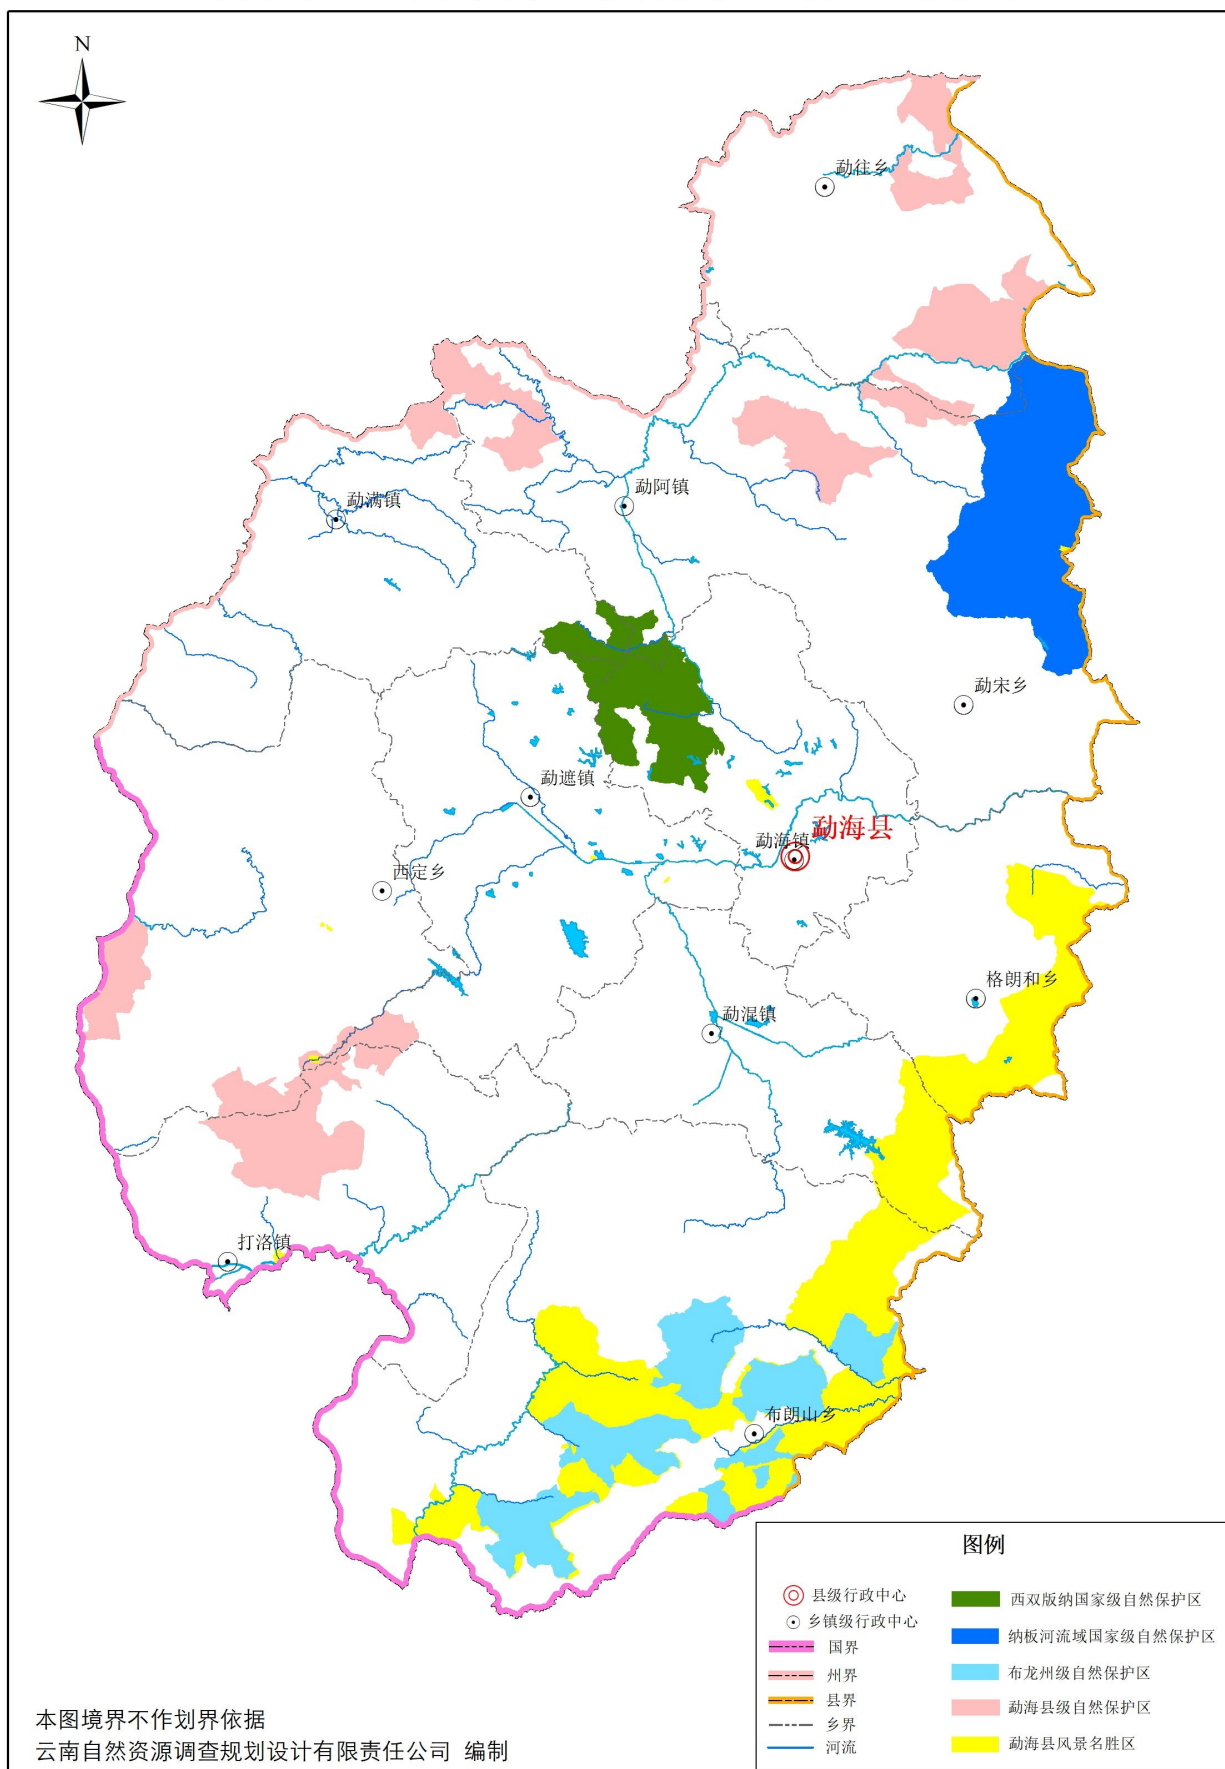 N
勐往乡
勐阿镇
勐满镇
勐宋乡
勐遮镇
勐海县
勐海镇
西定乡
格朗和乡
勐混镇
打洛镇
布朗山乡
图例
县级行政中心
乡镇级行政中心
国界
州界
县界
乡界
河流
西双版纳国家级自然保护区
纳板河流域国家级自然保护区
布龙州级自然保护区
勐海县级自然保护区
勐海县风景名胜区
本图境界不作划界依据
云南自然资源调查规划设计有限责任公司 编制